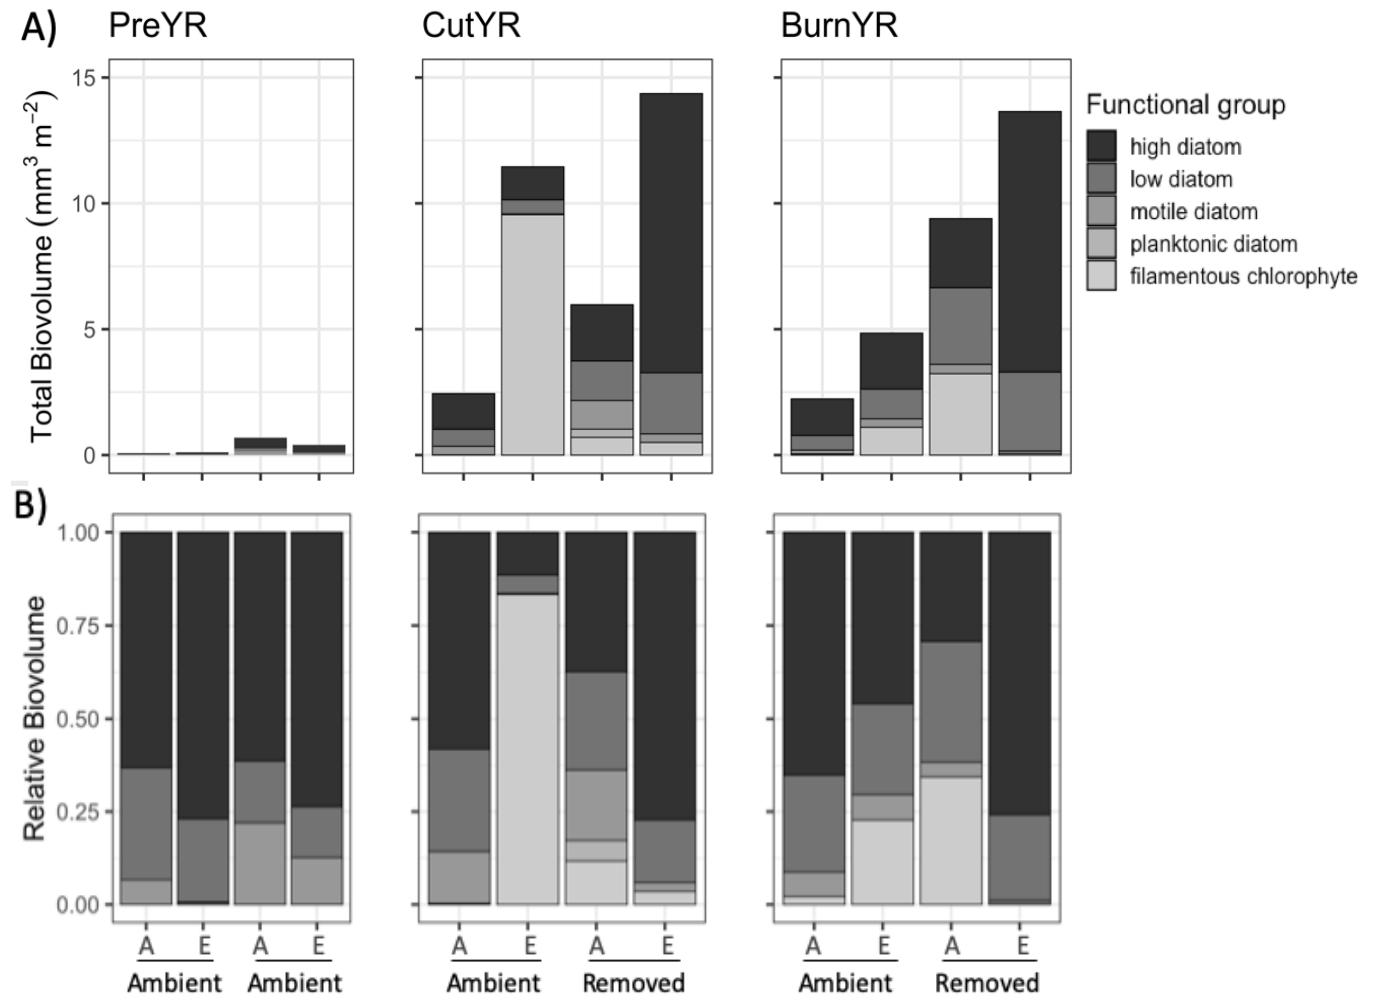 A)
PreYR
CutYR
BurnYR
Total Biovolume (mm³ m⁻²)
15
10
5
0
Functional group
high diatom
low diatom
motile diatom
planktonic diatom
filamentous chlorophyte
B)
Relative Biovolume
1.00
0.75
0.50
0.25
0.00
A E A E
A E A E
A E A E
Ambient Ambient
Ambient Removed
Ambient Removed